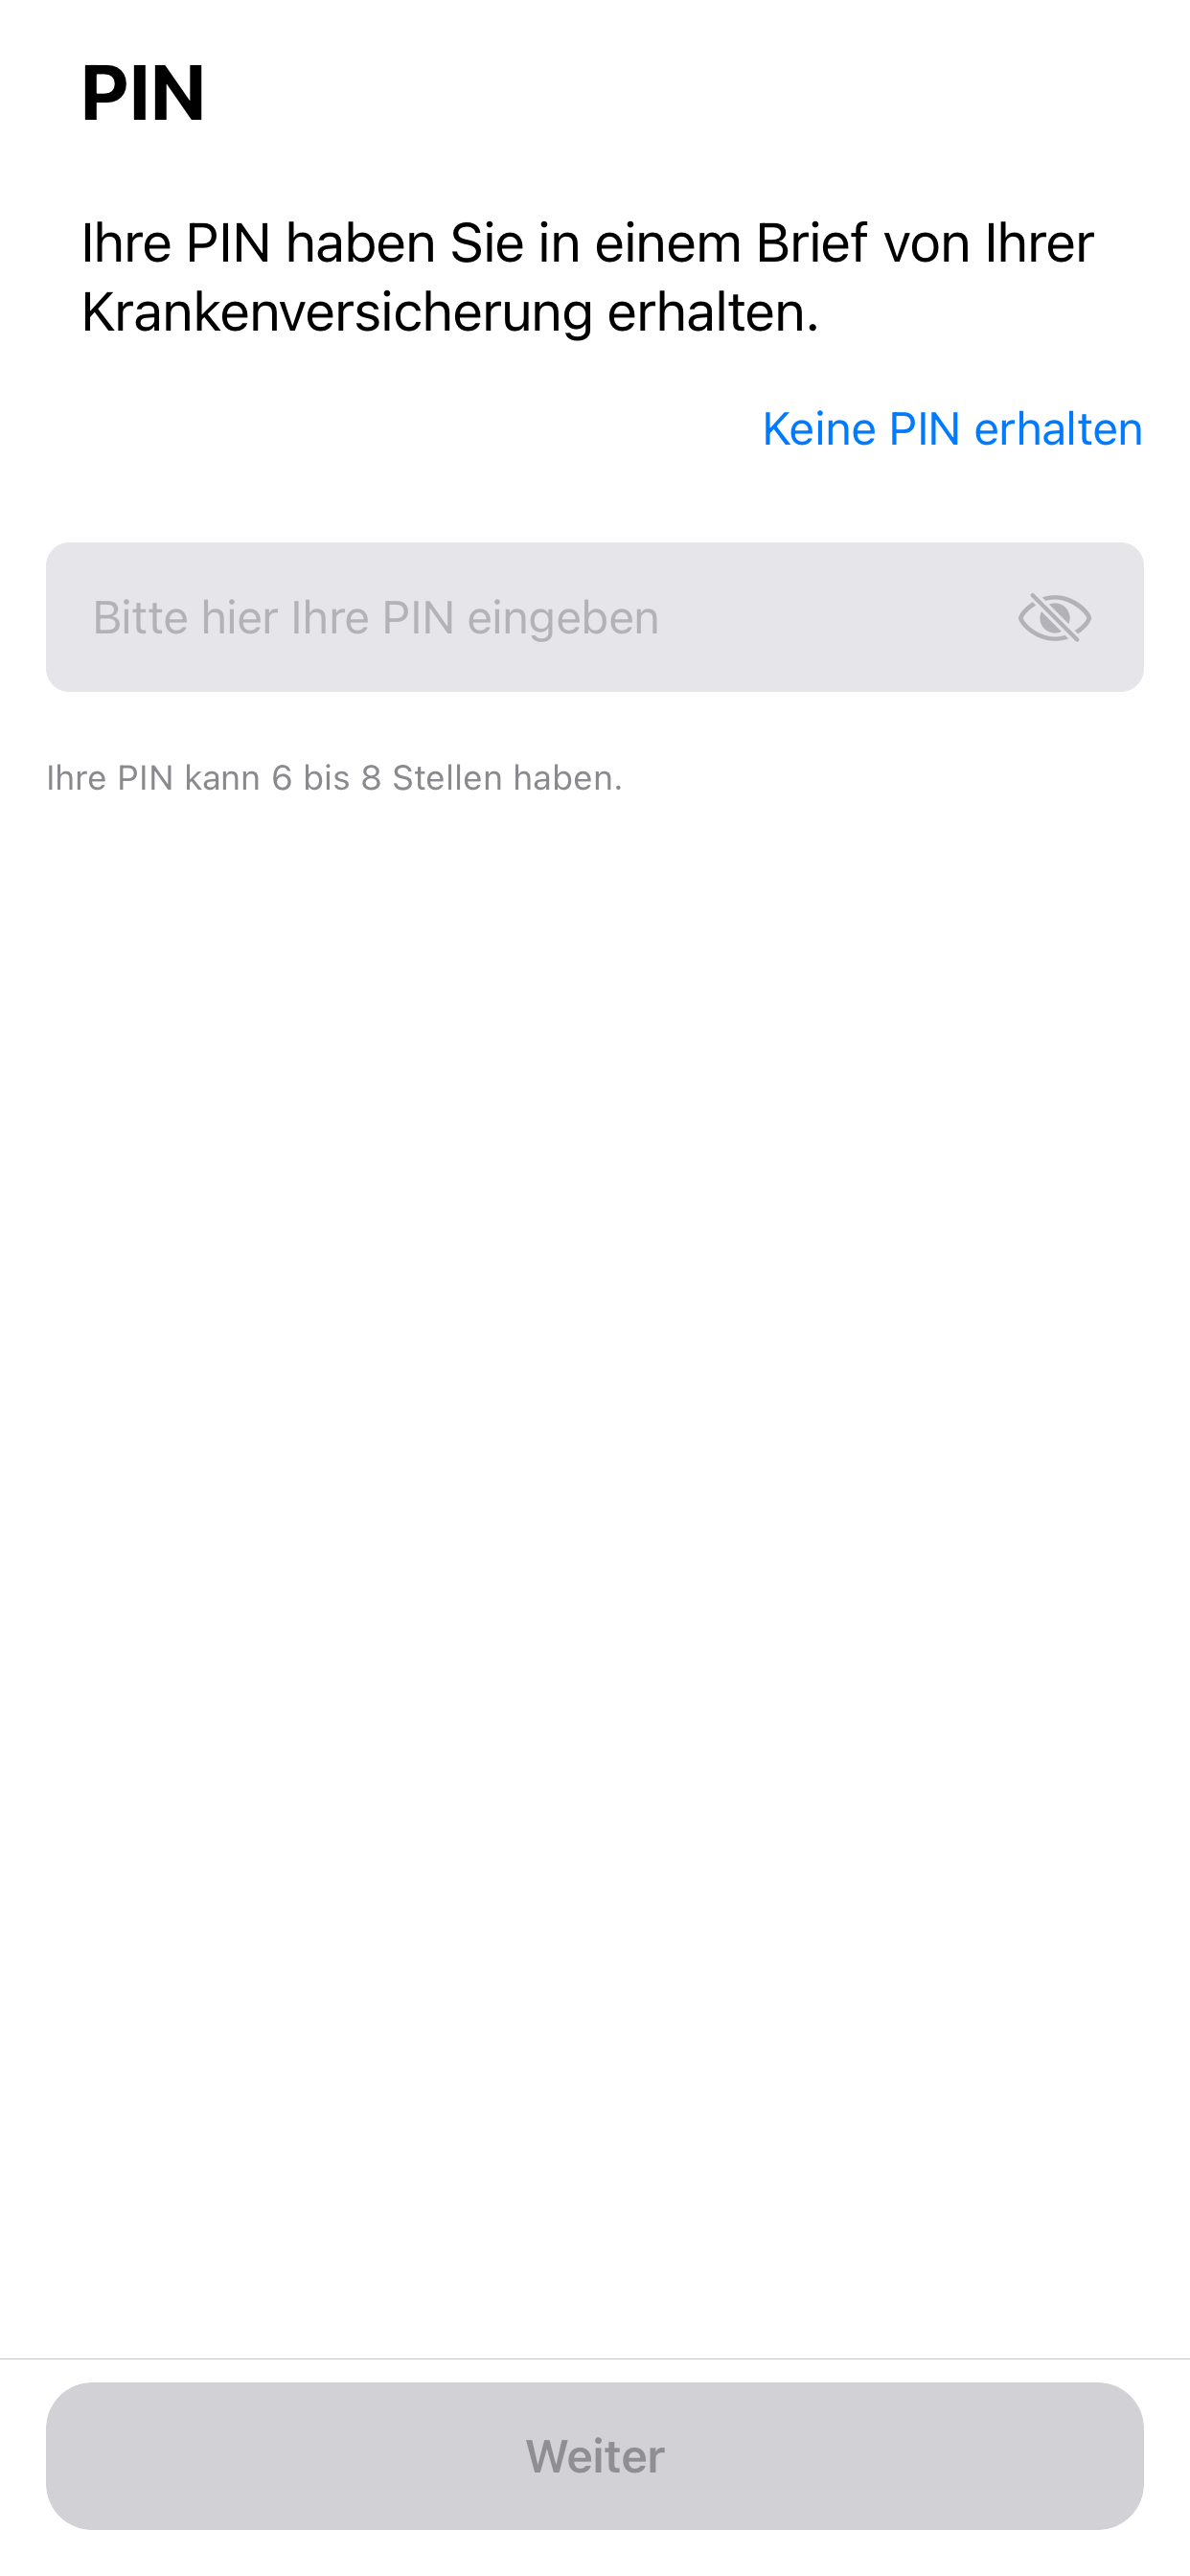 PIN
Ihre PIN haben Sie in einem Brief von Ihrer
Krankenversicherung erhalten.
Keine PIN erhalten
Bitte hier Ihre PIN eingeben
Ihre PIN kann 6 bis 8 Stellen haben.
Weiter